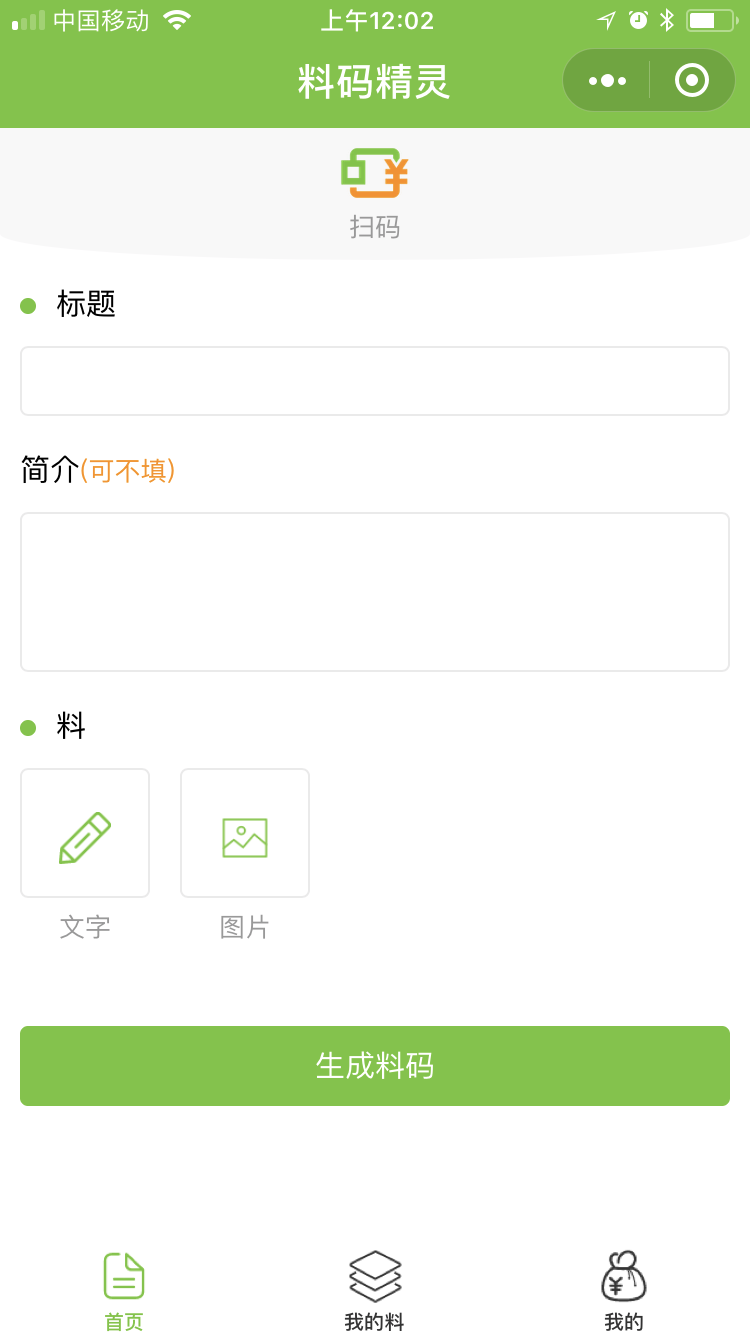 中国移动 上午12:02
料码精灵
扫码
标题
简介(可不填)
料
文字 图片
生成料码
首页 我的料 我的